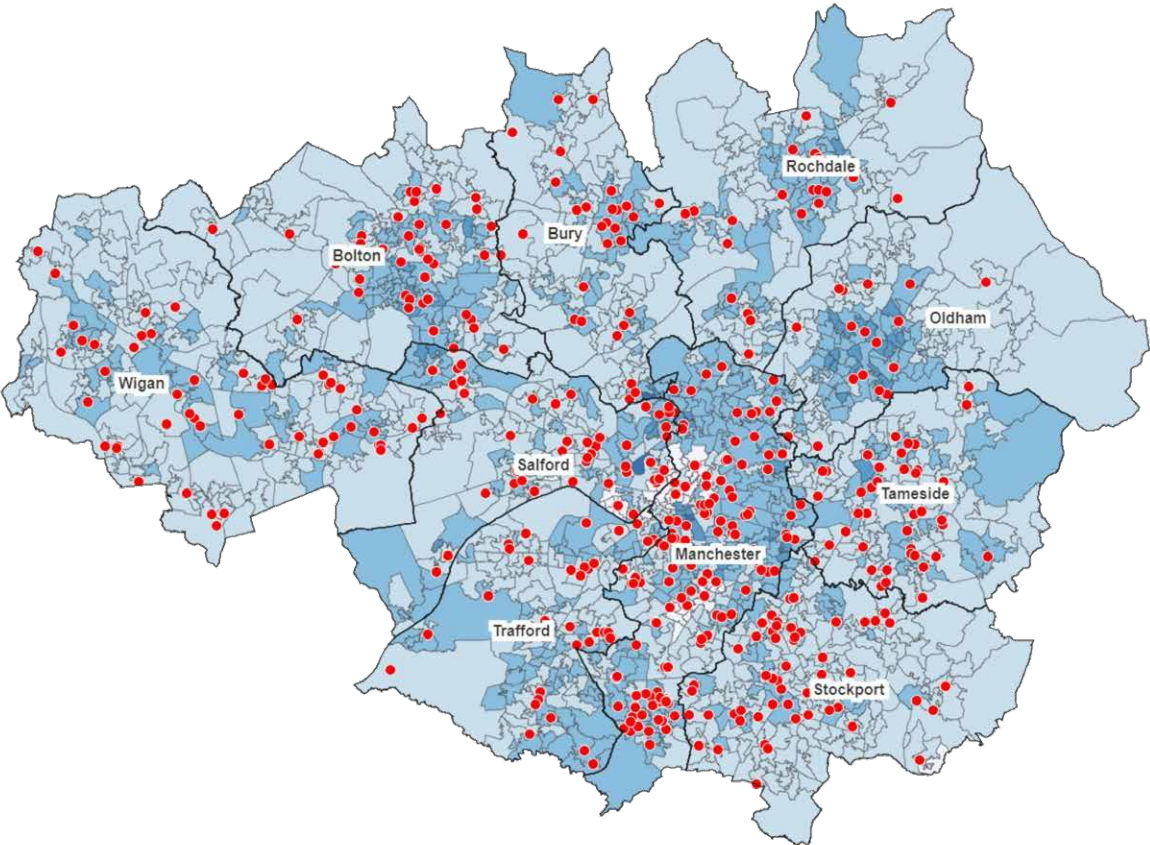 Rochdale
Bury
Bolton
Oldham
Wigan
Salford
Tameside
Manchester
Trafford
Stockport